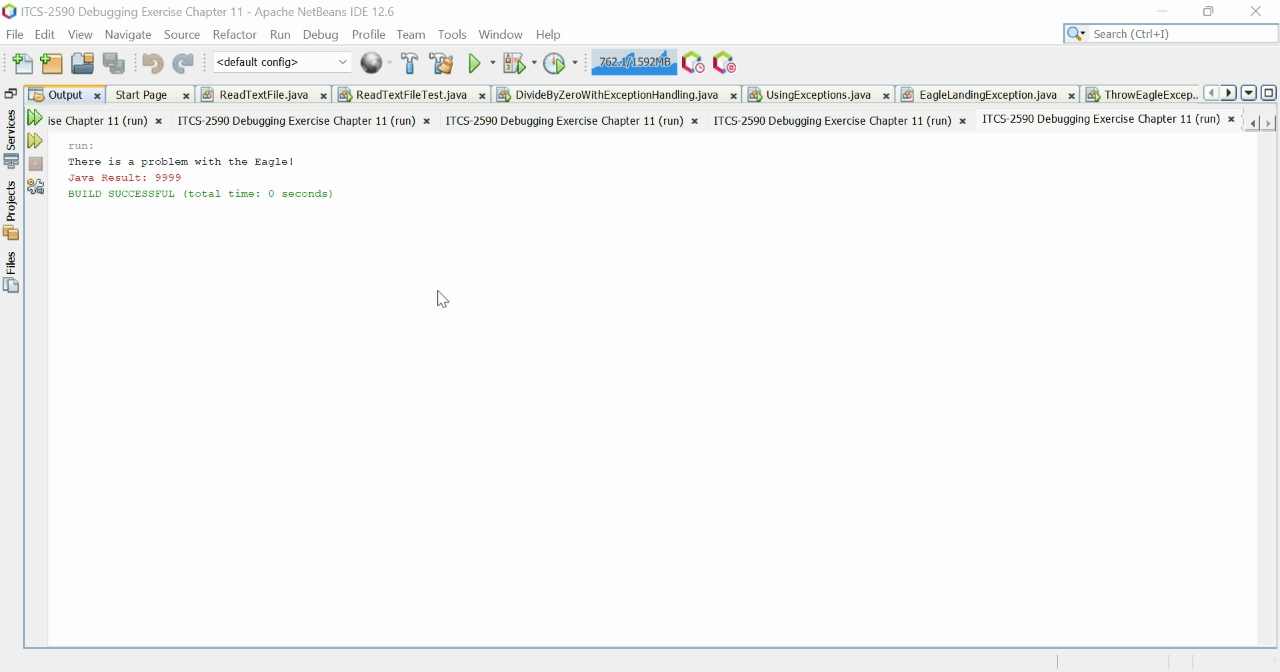 ITCS-2590 Debugging Exercise Chapter 11 - Apache NetBeans IDE 12.6
File Edit View Navigate Source Refactor Run Debug Profile Team Tools Window Help
Search (Ctrl+I)
<default config>
762.1/1592MB
Output
Start Page
ReadTextFile.java
ReadTextFileTest.java
DivideByZeroWithExceptionHandling.java
UsingExceptions.java
EagleLandingException.java
ThrowEagleExcep..
ise Chapter 11 (run)
ITCS-2590 Debugging Exercise Chapter 11 (run)
ITCS-2590 Debugging Exercise Chapter 11 (run)
ITCS-2590 Debugging Exercise Chapter 11 (run)
ITCS-2590 Debugging Exercise Chapter 11 (run)
Services
Projects
Files
run:
There is a problem with the Eagle!
Java Result: 9999
BUILD SUCCESSFUL (total time: 0 seconds)